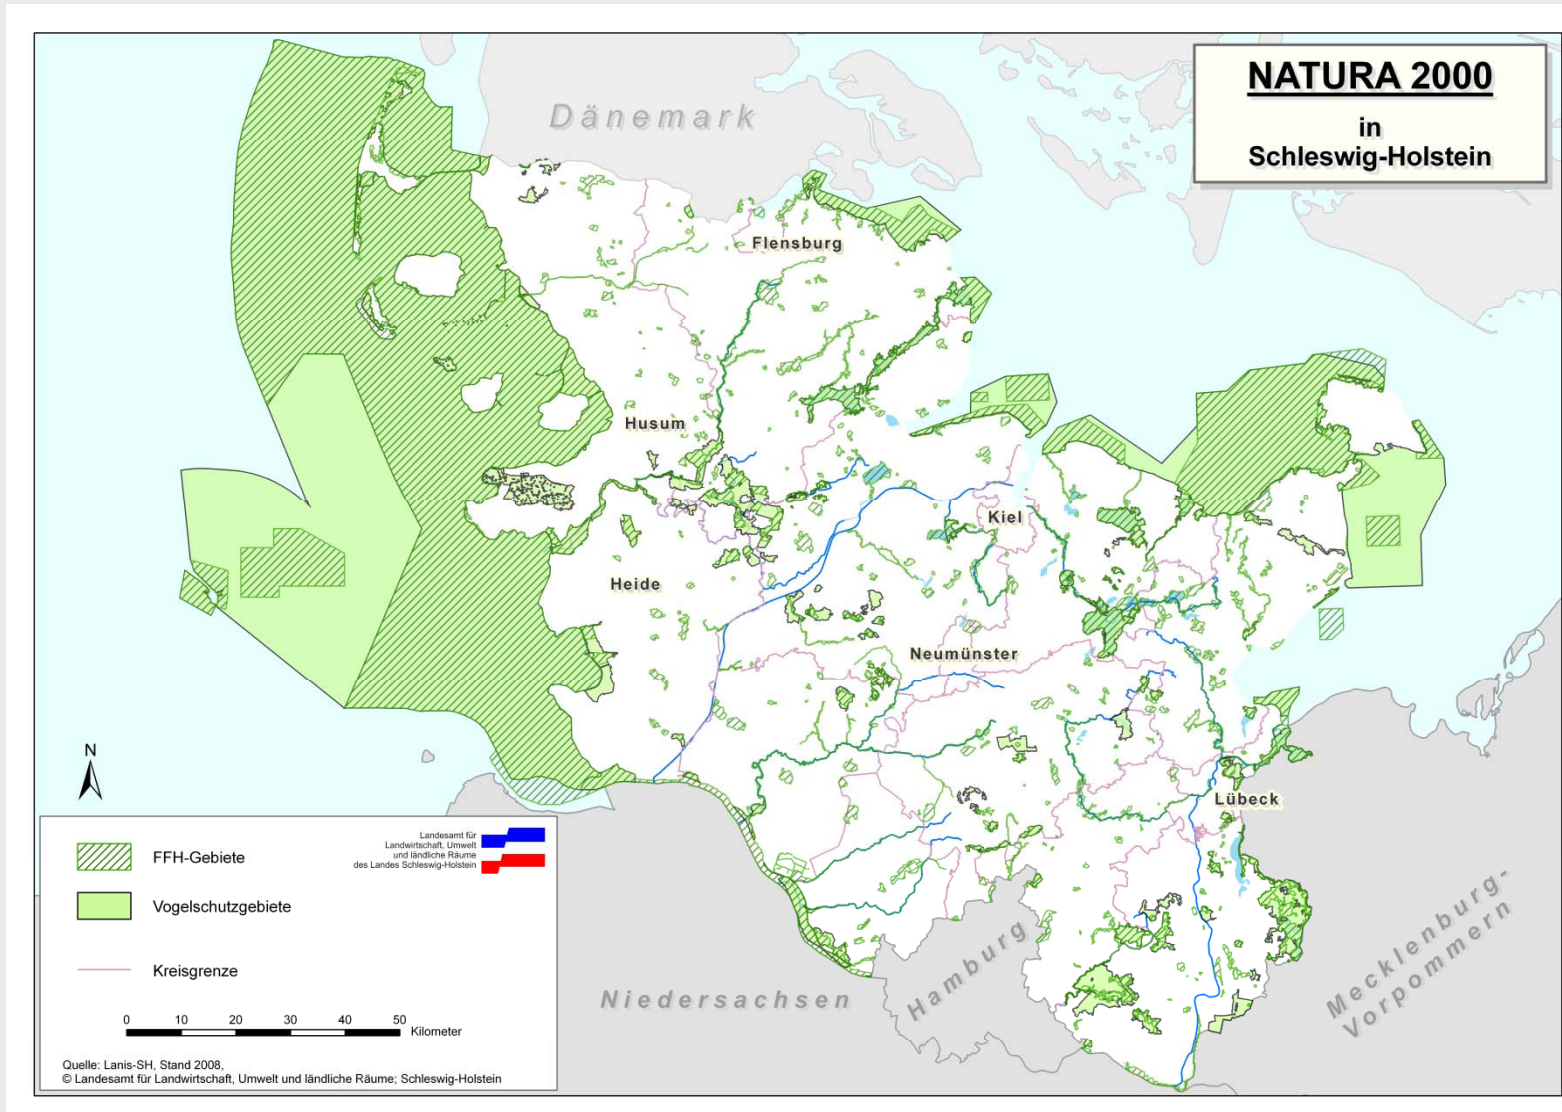 NATURA 2000
in
Schleswig-Holstein
Dänemark
Flensburg
Husum
Kiel
Heide
Neumünster
Lübeck
N
Hamburg
Niedersachsen
Mecklenburg-
Vorpommern
FFH-Gebiete
Vogelschutzgebiete
Kreisgrenze
Landesamt für
Landwirtschaft, Umwelt
und ländliche Räume
des Landes Schleswig-Holstein
0 10 20 30 40 50
Kilometer
Quelle: Lanis-SH, Stand 2008,
© Landesamt für Landwirtschaft, Umwelt und ländliche Räume; Schleswig-Holstein